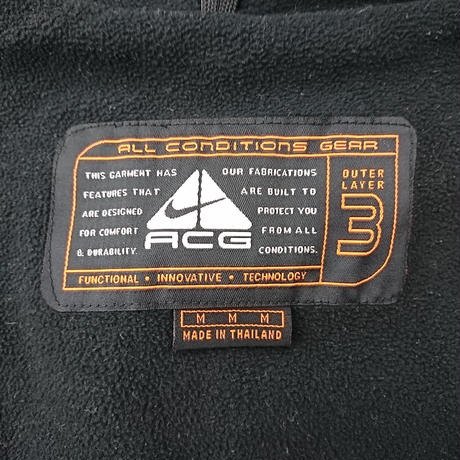 ALL CONDITIONS GEAR
THIS GARMENT HAS
FEATURES THAT
ARE DESIGNED
FOR COMFORT
& DURABILITY.
ACG
OUR FABRICATIONS
ARE BUILT TO
PROTECT YOU
FROM ALL
CONDITIONS.
OUTER
LAYER
3
FUNCTIONAL • INNOVATIVE • TECHNOLOGY
M M M
MADE IN THAILAND